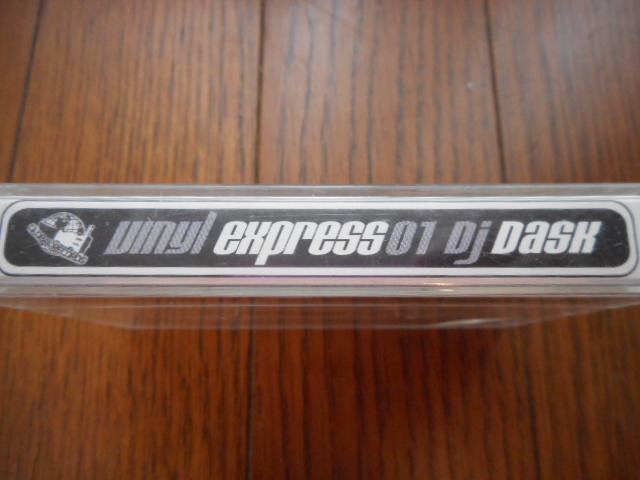 vinyl express 01 Dj Dask